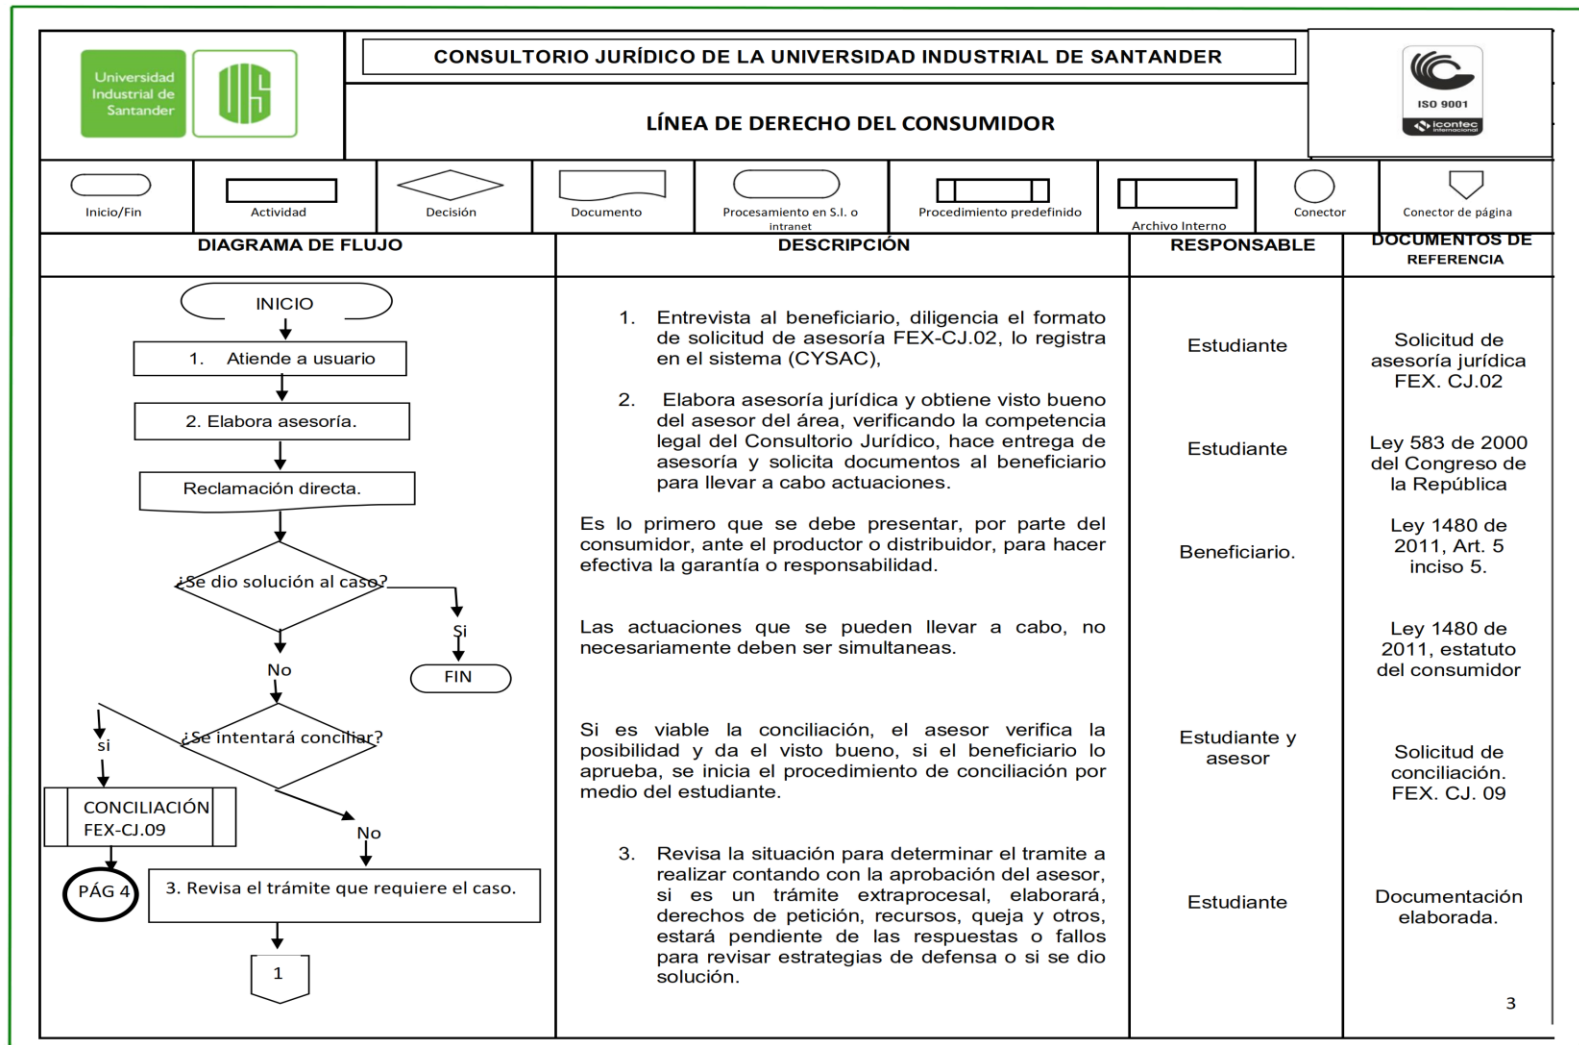 Universidad
Industrial de
Santander
UIS
CONSULTORIO JURÍDICO DE LA UNIVERSIDAD INDUSTRIAL DE SANTANDER
LÍNEA DE DERECHO DEL CONSUMIDOR
ISO 9001
icontec
internacional
Inicio/Fin
Actividad
Decisión
Documento
Procesamiento en S.I. o
intranet
Procedimiento predefinido
Archivo Interno
Conector
Conector de página
DIAGRAMA DE FLUJO
DESCRIPCIÓN
RESPONSABLE
DOCUMENTOS DE
REFERENCIA
INICIO
1. Atiende a usuario
2. Elabora asesoría.
Reclamación directa.
¿Se dio solución al caso?
Si
No
FIN
¿Se intentará conciliar?
si
CONCILIACIÓN
FEX-CJ.09
No
PÁG 4
3. Revisa el trámite que requiere el caso.
1
1. Entrevista al beneficiario, diligencia el formato
de solicitud de asesoría FEX-CJ.02, lo registra
en el sistema (CYSAC),
2. Elabora asesoría jurídica y obtiene visto bueno
del asesor del área, verificando la competencia
legal del Consultorio Jurídico, hace entrega de
asesoría y solicita documentos al beneficiario
para llevar a cabo actuaciones.
Es lo primero que se debe presentar, por parte del
consumidor, ante el productor o distribuidor, para hacer
efectiva la garantía o responsabilidad.
Las actuaciones que se pueden llevar a cabo, no
necesariamente deben ser simultaneas.
Si es viable la conciliación, el asesor verifica la
posibilidad y da el visto bueno, si el beneficiario lo
aprueba, se inicia el procedimiento de conciliación por
medio del estudiante.
3. Revisa la situación para determinar el tramite a
realizar contando con la aprobación del asesor,
si es un trámite extraprocesal, elaborará,
derechos de petición, recursos, queja y otros,
estará pendiente de las respuestas o fallos
para revisar estrategias de defensa o si se dio
solución.
Estudiante
Estudiante
Beneficiario.
Estudiante y
asesor
Estudiante
Solicitud de
asesoría jurídica
FEX. CJ.02
Ley 583 de 2000
del Congreso de
la República
Ley 1480 de
2011, Art. 5
inciso 5.
Ley 1480 de
2011, estatuto
del consumidor
Solicitud de
conciliación.
FEX. CJ. 09
Documentación
elaborada.
3